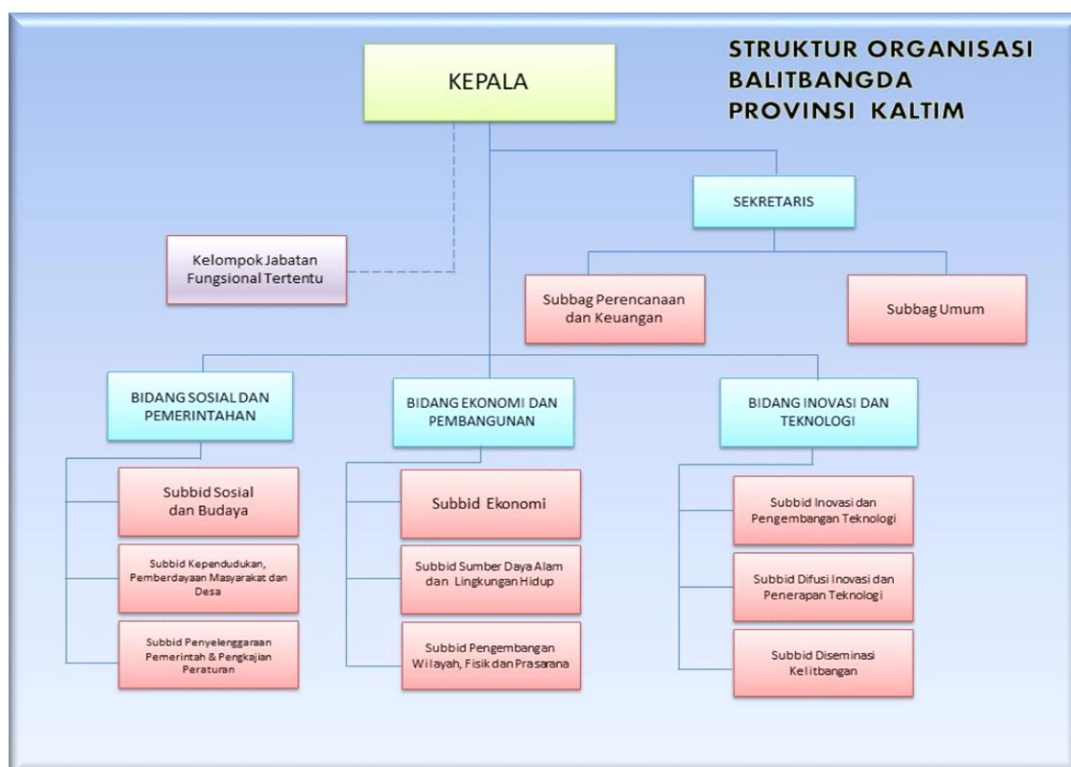 STRUKTUR ORGANISASI
BALITBANGDA
PROVINSI KALTIM
KEPALA
SEKRETARIS
Kelompok Jabatan
Fungsional Tertentu
Subbag Perencanaan
dan Keuangan
Subbag Umum
BIDANG SOSIAL DAN
PEMERINTAHAN
Subbid Sosial
dan Budaya
Subbid Kependudukan,
Pemberdayaan Masyarakat dan
Desa
Subbid Penyelenggaraan
Pemerintah & Pengkajian
Peraturan
BIDANG EKONOMI DAN
PEMBANGUNAN
Subbid Ekonomi
Subbid Sumber Daya Alam
dan Lingkungan Hidup
Subbid Pengembangan
Wilayah, Fisik dan Prasarana
BIDANG INOVASI DAN
TEKNOLOGI
Subbid Inovasi dan
Pengembangan Teknologi
Subbid Difusi Inovasi dan
Penerapan Teknologi
Subbid Diseminasi
Kelitbangan